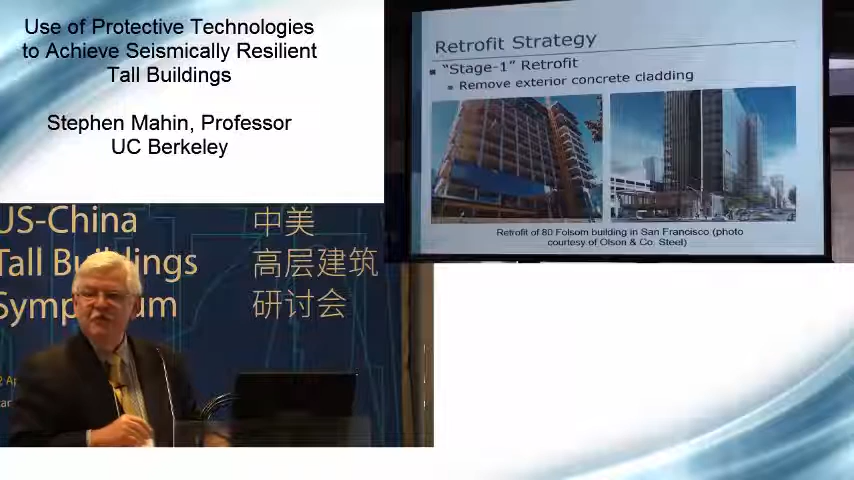 Use of Protective Technologies
to Achieve Seismically Resilient
Tall Buildings
Stephen Mahin, Professor
UC Berkeley
Retrofit Strategy
"Stage-1" Retrofit
Remove exterior concrete cladding
Retrofit of 80 Folsom building in San Francisco (photo
courtesy of Olson & Co. Steel)
US-China
Tall Buildings
Symposium
中美
高层建筑
研讨会